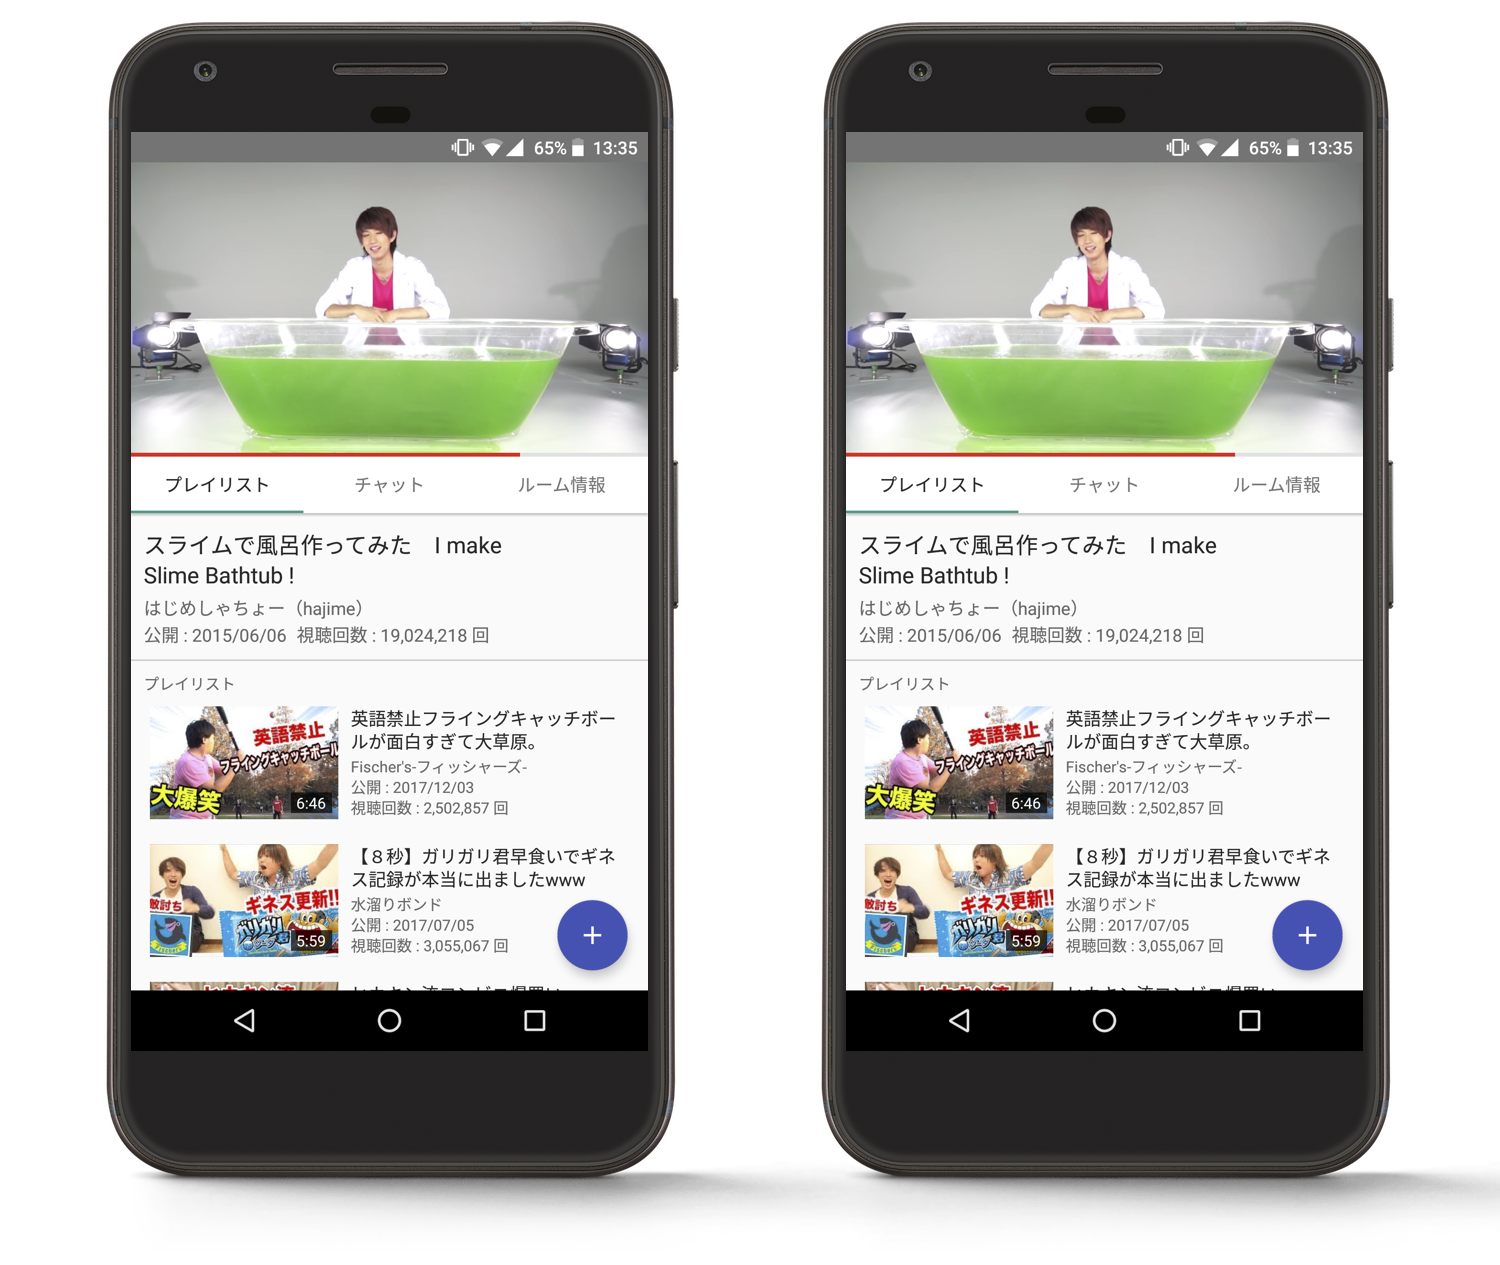 65% 13:35
プレイリスト チャット ルーム情報
スライムで風呂作ってみた I make
Slime Bathtub !
はじめしゃちょー（hajime）
公開 : 2015/06/06 視聴回数 : 19,024,218 回
プレイリスト
英語禁止
フライングキャッチボール
大爆笑
6:46
英語禁止フライングキャッチボー
ルが面白すぎて大草原。
Fischer's-フィッシャーズ-
公開 : 2017/12/03
視聴回数 : 2,502,857 回
敵討ち
ギネス更新!!
ガリガリ君
5:59
【８秒】ガリガリ君早食いでギネ
ス記録が本当に出ましたwww
水溜りボンド
公開 : 2017/07/05
視聴回数 : 3,055,067 回
65% 13:35
プレイリスト チャット ルーム情報
スライムで風呂作ってみた I make
Slime Bathtub !
はじめしゃちょー（hajime）
公開 : 2015/06/06 視聴回数 : 19,024,218 回
プレイリスト
英語禁止
フライングキャッチボール
大爆笑
6:46
英語禁止フライングキャッチボー
ルが面白すぎて大草原。
Fischer's-フィッシャーズ-
公開 : 2017/12/03
視聴回数 : 2,502,857 回
敵討ち
ギネス更新!!
ガリガリ君
5:59
【８秒】ガリガリ君早食いでギネ
ス記録が本当に出ましたwww
水溜りボンド
公開 : 2017/07/05
視聴回数 : 3,055,067 回